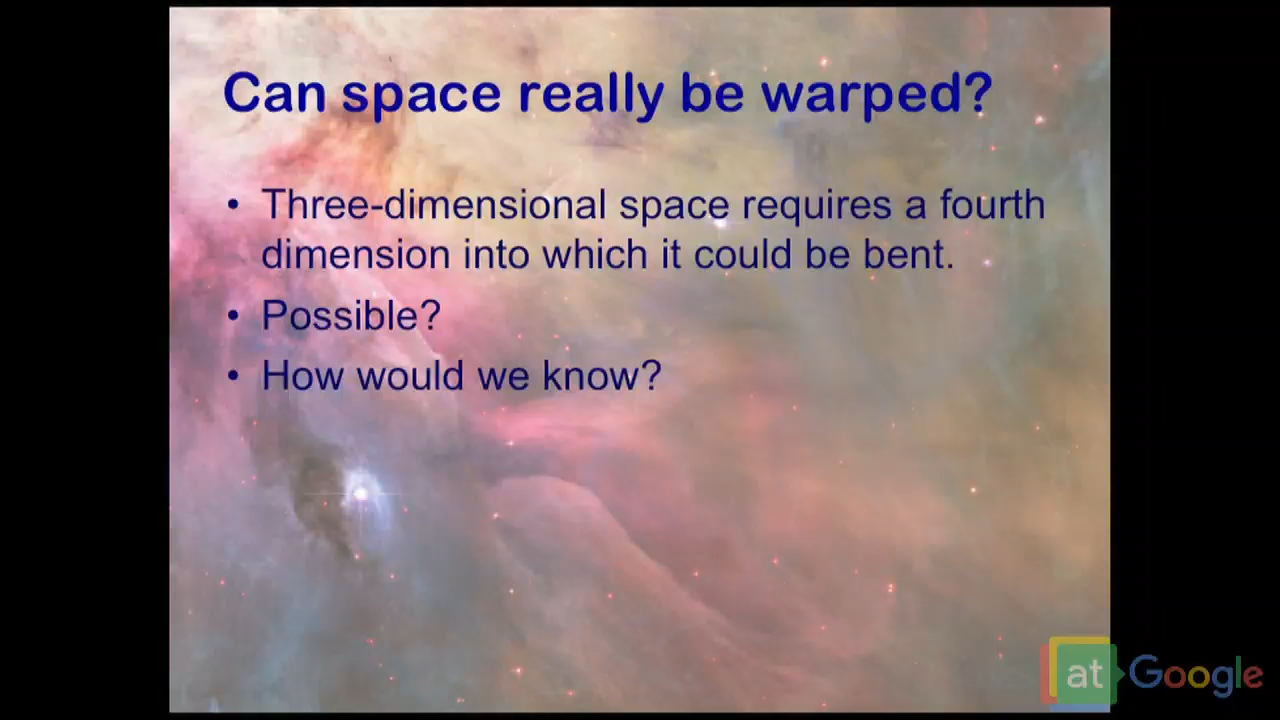 Can space really be warped?
• Three-dimensional space requires a fourth
dimension into which it could be bent.
• Possible?
• How would we know?
at Google